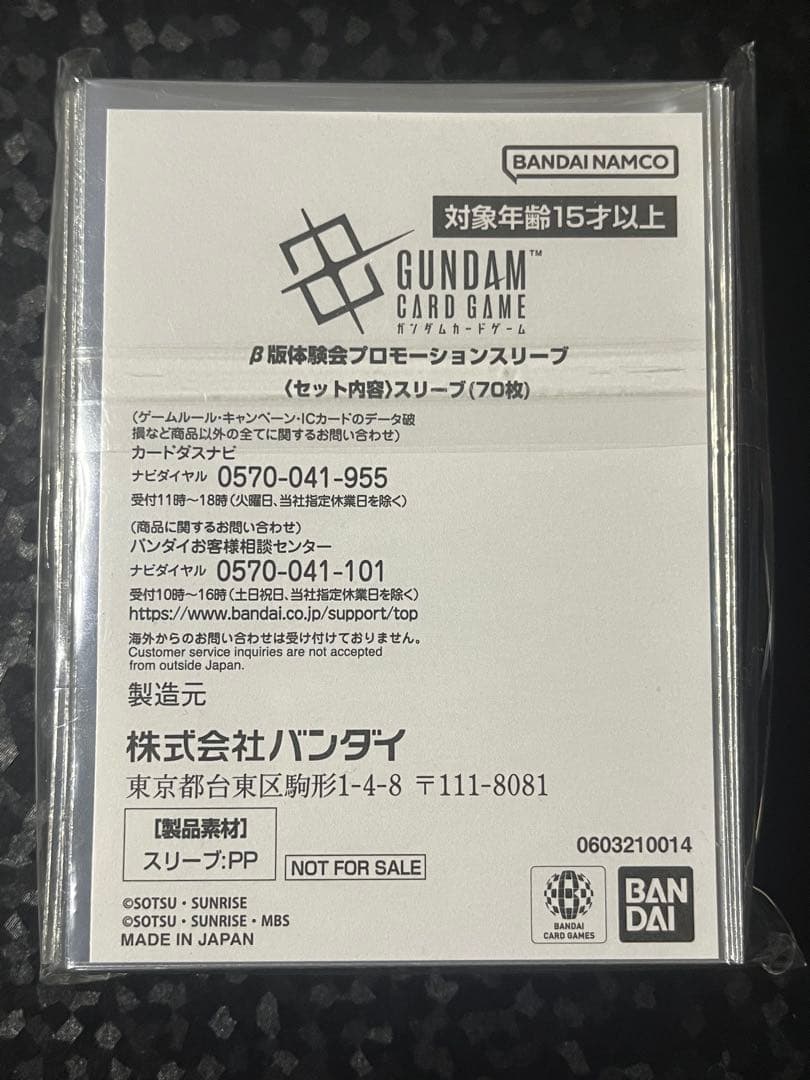 BANDAI NAMCO
対象年齢15才以上
GUNDAM™
CARD GAME
ガンダムカードゲーム
β版体験会プロモーションスリーブ
〈セット内容〉スリーブ(70枚)
(ゲームルール・キャンペーン・ICカードのデータ破
損など商品以外の全てに関するお問い合わせ)
カードダスナビ
ナビダイヤル 0570-041-955
受付11時～18時(火曜日、当社指定休業日を除く)
(商品に関するお問い合わせ)
バンダイお客様相談センター
ナビダイヤル 0570-041-101
受付10時～16時(土日祝日、当社指定休業日を除く)
https://www.bandai.co.jp/support/top
海外からのお問い合わせは受け付けておりません。
Customer service inquiries are not accepted
from outside Japan.
製造元
株式会社バンダイ
東京都台東区駒形1-4-8 〒111-8081
[製品素材]
スリーブ:PP
NOT FOR SALE
0603210014
©SOTSU・SUNRISE
©SOTSU・SUNRISE・MBS
MADE IN JAPAN
BANDAI
CARD GAMES
BAN
DAI